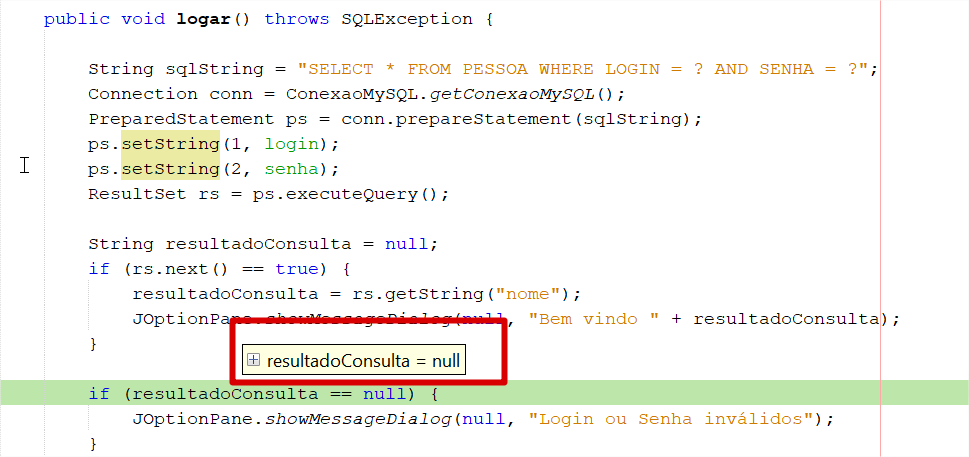 public void logar() throws SQLException {
String sqlString = "SELECT * FROM PESSOA WHERE LOGIN = ? AND SENHA = ?";
Connection conn = ConexaoMySQL.getConexaoMySQL();
PreparedStatement ps = conn.prepareStatement(sqlString);
ps.setString(1, login);
ps.setString(2, senha);
ResultSet rs = ps.executeQuery();
String resultadoConsulta = null;
if (rs.next() == true) {
resultadoConsulta = rs.getString("nome");
JOptionPane.showMessageDialog(null, "Bem vindo " + resultadoConsulta);
}
resultadoConsulta = null
if (resultadoConsulta == null) {
JOptionPane.showMessageDialog(null, "Login ou Senha inválidos");
}